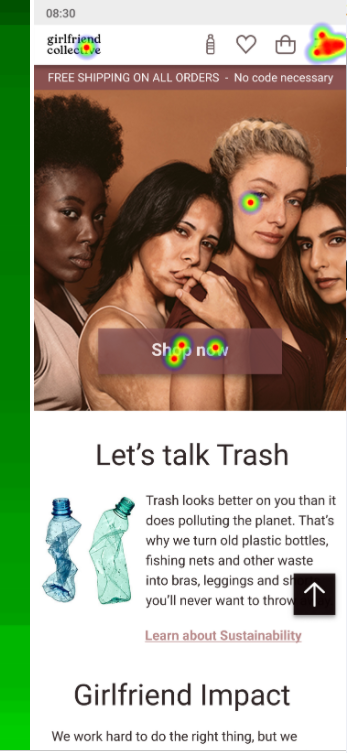 08:30
girlfriend
collective
FREE SHIPPING ON ALL ORDERS - No code necessary
Shop now
Let's talk Trash
Trash looks better on you than it
does polluting the planet. That's
why we turn old plastic bottles,
fishing nets and other waste
into bras, leggings and
you'll never want to throw
Learn about Sustainability
Girlfriend Impact
We work hard to do the right thing, but we